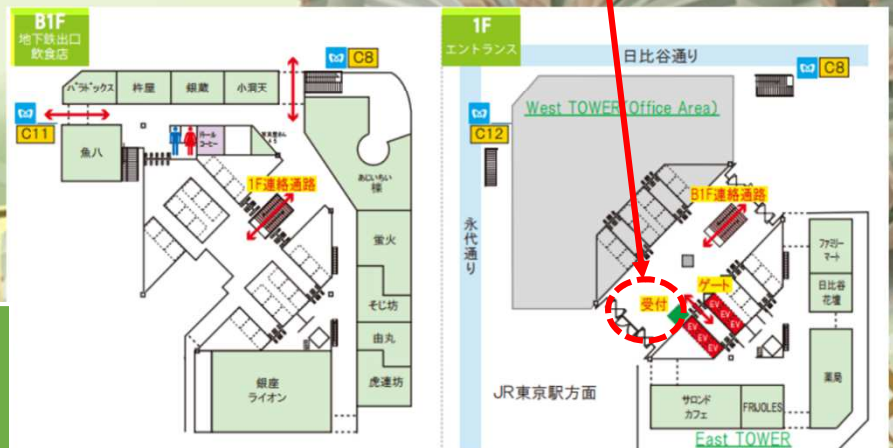 B1F
地下鉄出口
飲食店
C8
パラドックス
杵屋
銀蔵
小洞天
C11
魚八
パール
コーヒー
あじいちい
棟
1F連絡通路
蛍火
そじ坊
由丸
虎連坊
銀座
ライオン
1F
エントランス
日比谷通り
C8
West TOWER(Office Area)
C12
永代通り
B1F連絡通路
ファミリー
マート
日比谷
花壇
ゲート
受付
EV
EV
EV
EV
EV
EV
薬局
JR東京駅方面
サロンド
カフェ
FRIJOLES
East TOWER